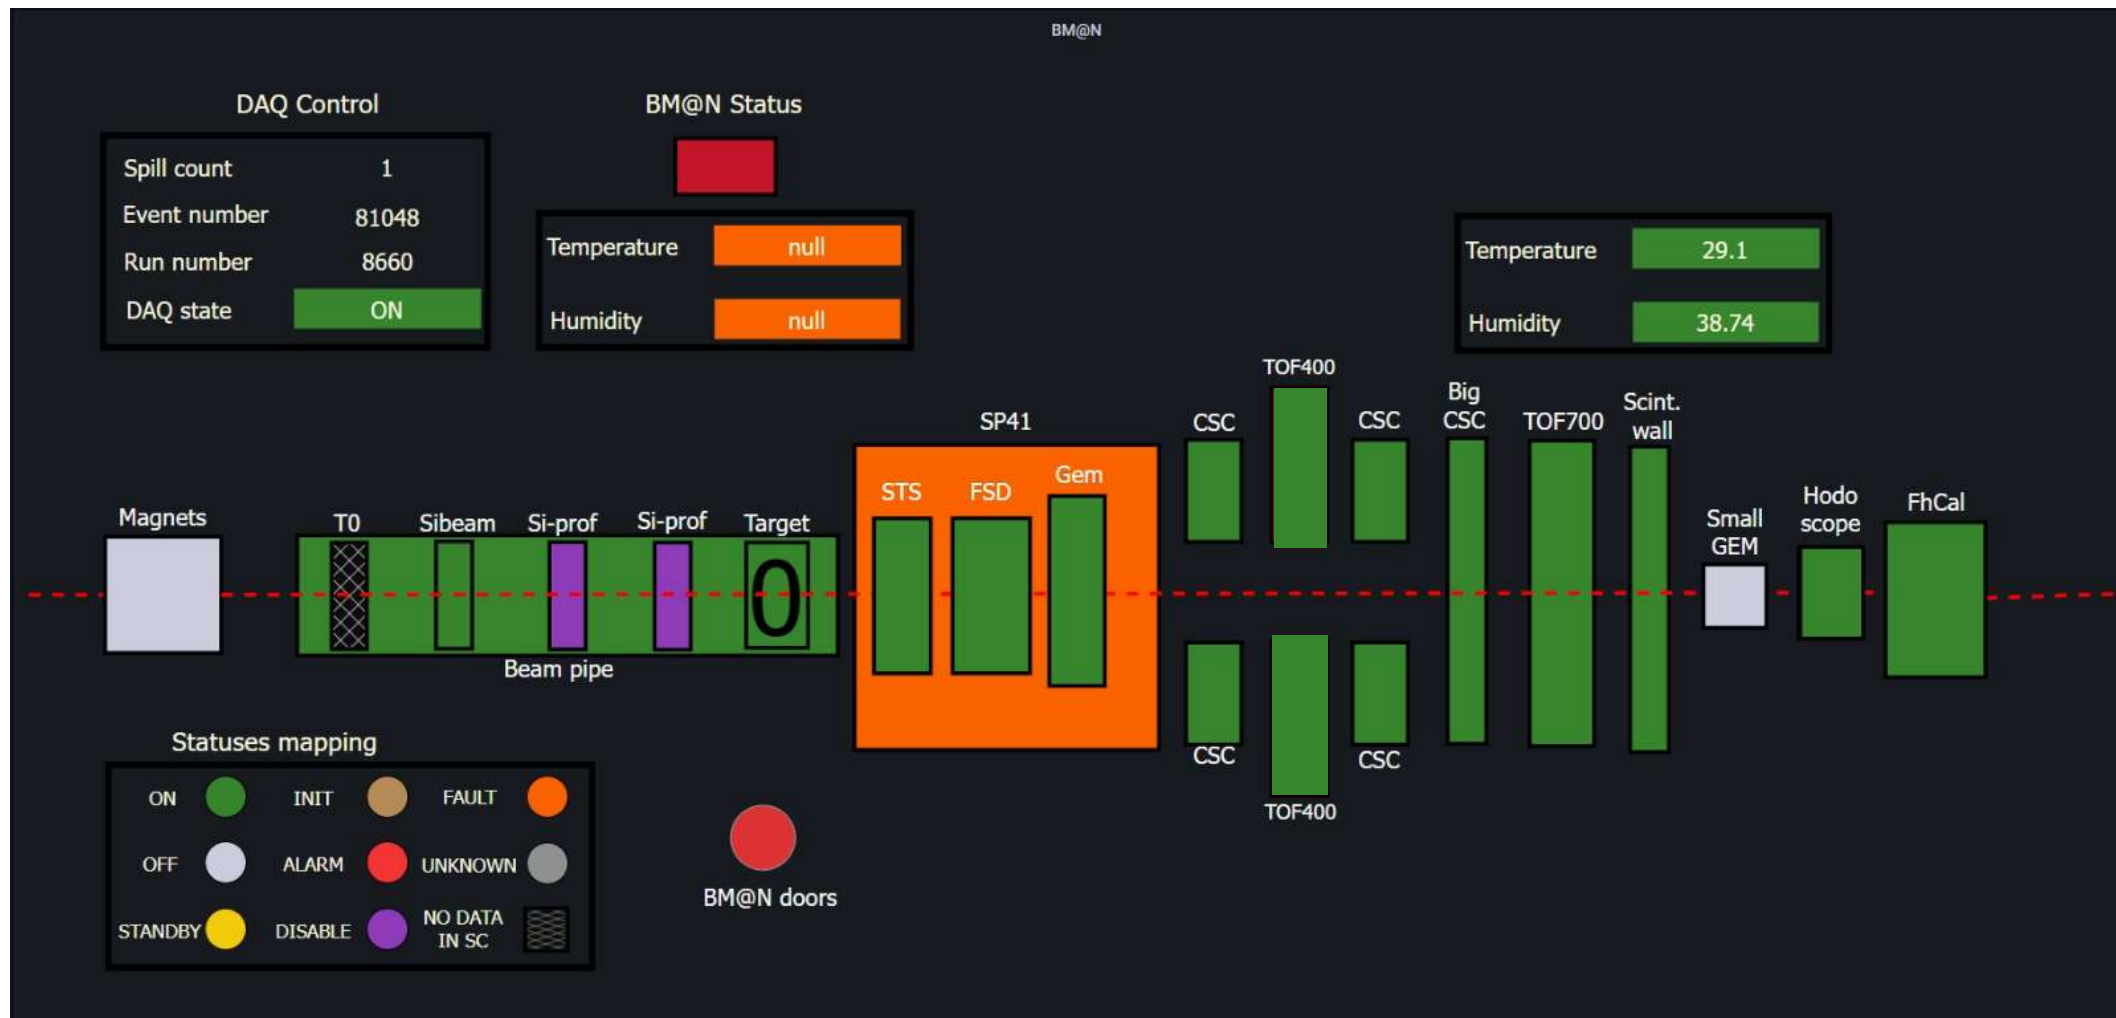 BM@N
DAQ Control
Spill count 1
Event number 81048
Run number 8660
DAQ state ON
BM@N Status
Temperature null
Humidity null
Temperature 29.1
Humidity 38.74
Magnets
T0
Sibeam
Si-prof
Si-prof
Target
0
Beam pipe
SP41
STS
FSD
Gem
CSC
TOF400
CSC
CSC
TOF400
CSC
Big
CSC
TOF700
Scint.
wall
Small
GEM
Hodo
scope
FhCal
Statuses mapping
ON INIT FAULT
OFF ALARM UNKNOWN
STANDBY DISABLE NO DATA
IN SC
BM@N doors